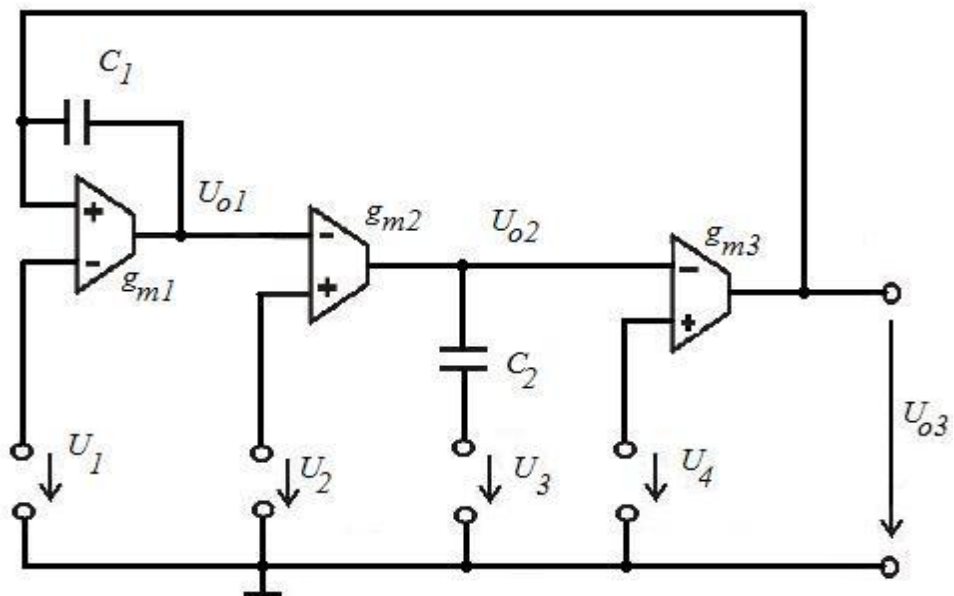 C1
Uo1
+
-
gm1
gm2
-
+
Uo2
gm3
-
+
C2
U1
U2
U3
U4
Uo3